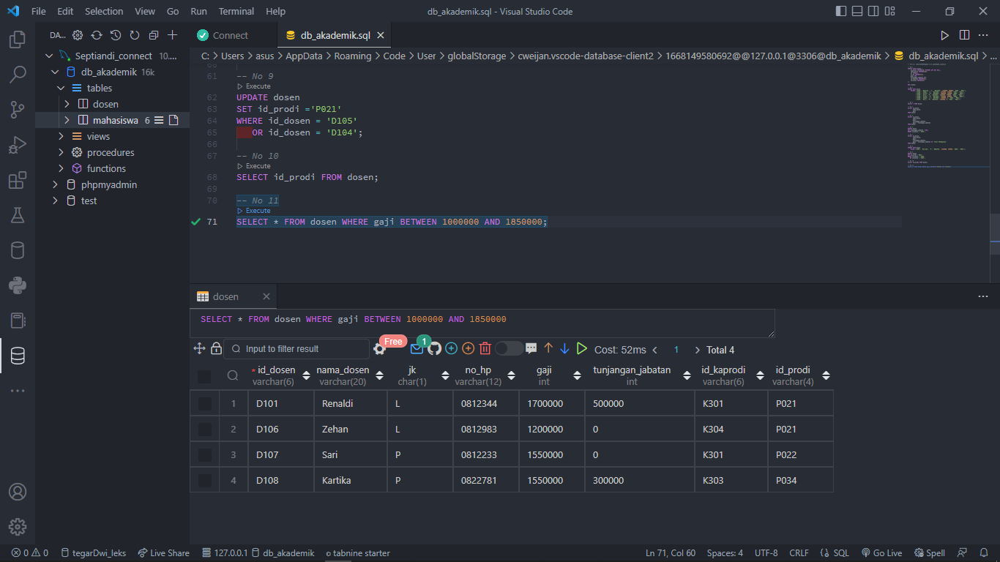 File Edit Selection View Go Run Terminal Help
db_akademik.sql - Visual Studio Code
DA...
Connect
db_akademik.sql
C: > Users > asus > AppData > Roaming > Code > User > globalStorage > cweijan.vscode-database-client2 > 1668149580692@@127.0.0.1@3306@db_akademik > db_akademik.sql > ...
Septiandi_connect 10....
db_akademik 16k
tables
dosen
mahasiswa 6
views
procedures
functions
phpmyadmin
test
60
61 -- No 9
Execute
62 UPDATE dosen
63 SET id_prodi ='P021'
64 WHERE id_dosen = 'D105'
65 OR id_dosen = 'D104';
66
67 -- No 10
Execute
68 SELECT id_prodi FROM dosen;
69
70 -- No 11
Execute
71 SELECT * FROM dosen WHERE gaji BETWEEN 1000000 AND 1850000;
dosen
SELECT * FROM dosen WHERE gaji BETWEEN 1000000 AND 1850000
Input to filter result
Free
1
Cost: 52ms < 1 > Total 4
* id_dosen nama_dosen jk no_hp gaji tunjangan_jabatan id_kaprodi id_prodi
varchar(6) varchar(20) char(1) varchar(12) int int varchar(6) varchar(4)
1 D101 Renaldi L 0812344 1700000 500000 K301 P021
2 D106 Zehan L 0812983 1200000 0 K304 P021
3 D107 Sari P 0812233 1550000 0 K301 P022
4 D108 Kartika P 0822781 1550000 300000 K303 P034
0 0 tegarDwi_leks Live Share 127.0.0.1 db_akademik tabnine starter
Ln 71, Col 60 Spaces: 4 UTF-8 CRLF SQL Go Live Spell